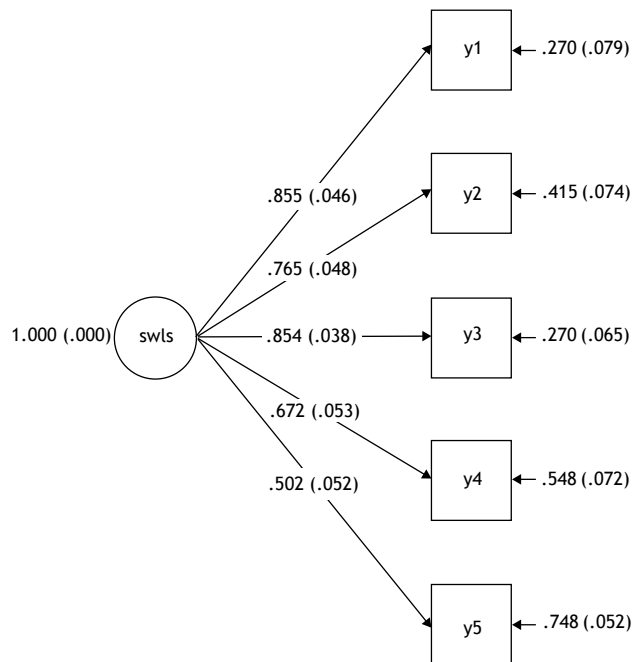 y1
.270 (.079)
.855 (.046)
y2
.415 (.074)
.765 (.048)
1.000 (.000)
swls
.854 (.038)
y3
.270 (.065)
.672 (.053)
y4
.548 (.072)
.502 (.052)
y5
.748 (.052)